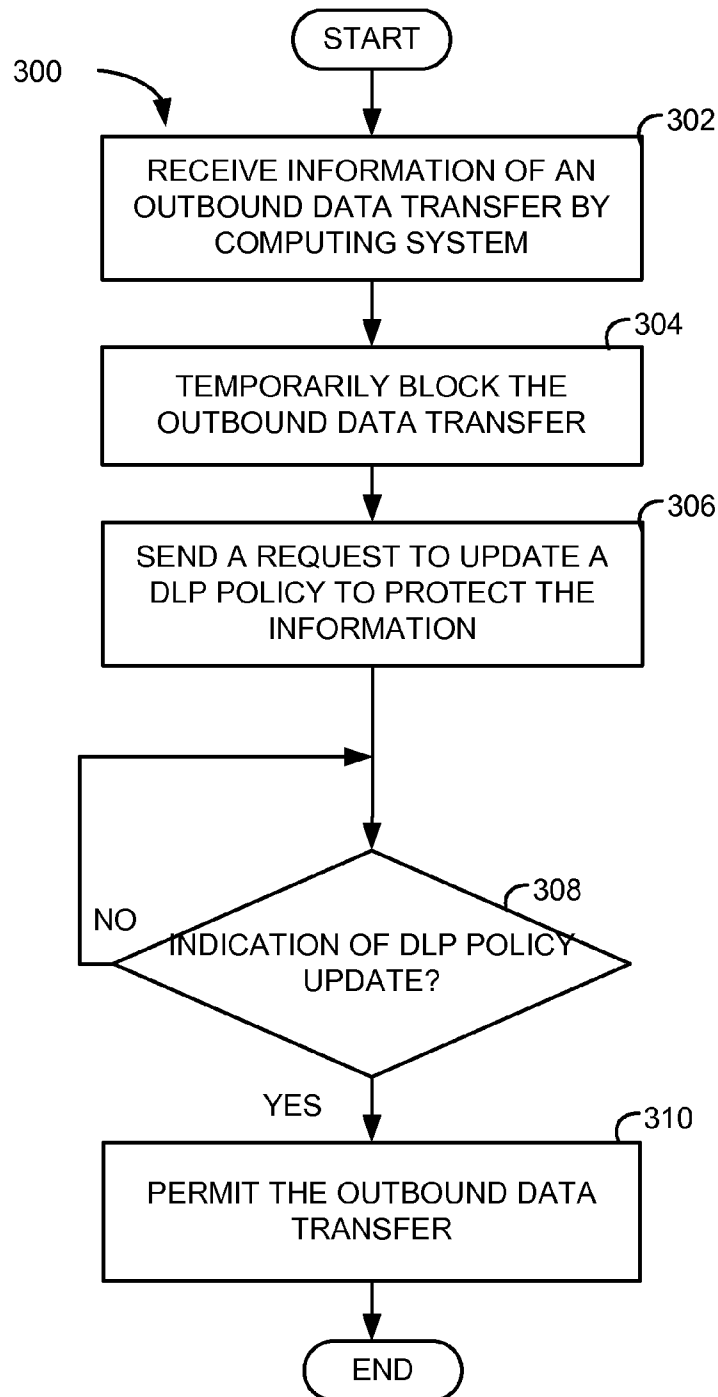 START
300
302
RECEIVE INFORMATION OF AN
OUTBOUND DATA TRANSFER BY
COMPUTING SYSTEM
304
TEMPORARILY BLOCK THE
OUTBOUND DATA TRANSFER
306
SEND A REQUEST TO UPDATE A
DLP POLICY TO PROTECT THE
INFORMATION
308
NO
INDICATION OF DLP POLICY
UPDATE?
YES
310
PERMIT THE OUTBOUND DATA
TRANSFER
END